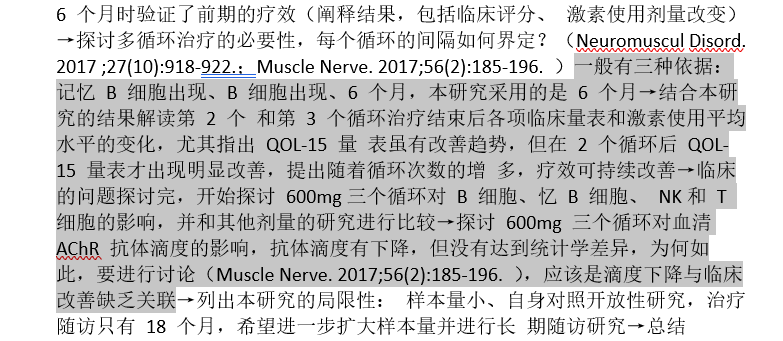 6 个月时验证了前期的疗效（阐释结果，包括临床评分、 激素使用剂量改变）
→探讨多循环治疗的必要性，每个循环的间隔如何界定？（Neuromuscul Disord.
2017 ;27(10):918-922.； Muscle Nerve. 2017;56(2):185-196. ）一般有三种依据：
记忆 B 细胞出现、B 细胞出现、6 个月，本研究采用的是 6 个月→结合本研
究的结果解读第 2 个 和第 3 个循环治疗结束后各项临床量表和激素使用平均
水平的变化，尤其指出 QOL-15 量 表虽有改善趋势，但在 2 个循环后 QOL-
15 量表才出现明显改善，提出随着循环次数的增 多，疗效可持续改善→临床
的问题探讨完，开始探讨 600mg 三个循环对 B 细胞、忆 B 细胞、 NK 和 T
细胞的影响，并和其他剂量的研究进行比较→探讨 600mg 三个循环对血清
AChR 抗体滴度的影响，抗体滴度有下降，但没有达到统计学差异，为何如
此，要进行讨论（Muscle Nerve. 2017;56(2):185-196. ），应该是滴度下降与临床
改善缺乏关联→列出本研究的局限性： 样本量小、自身对照开放性研究，治疗
随访只有 18 个月，希望进一步扩大样本量并进行长 期随访研究→总结